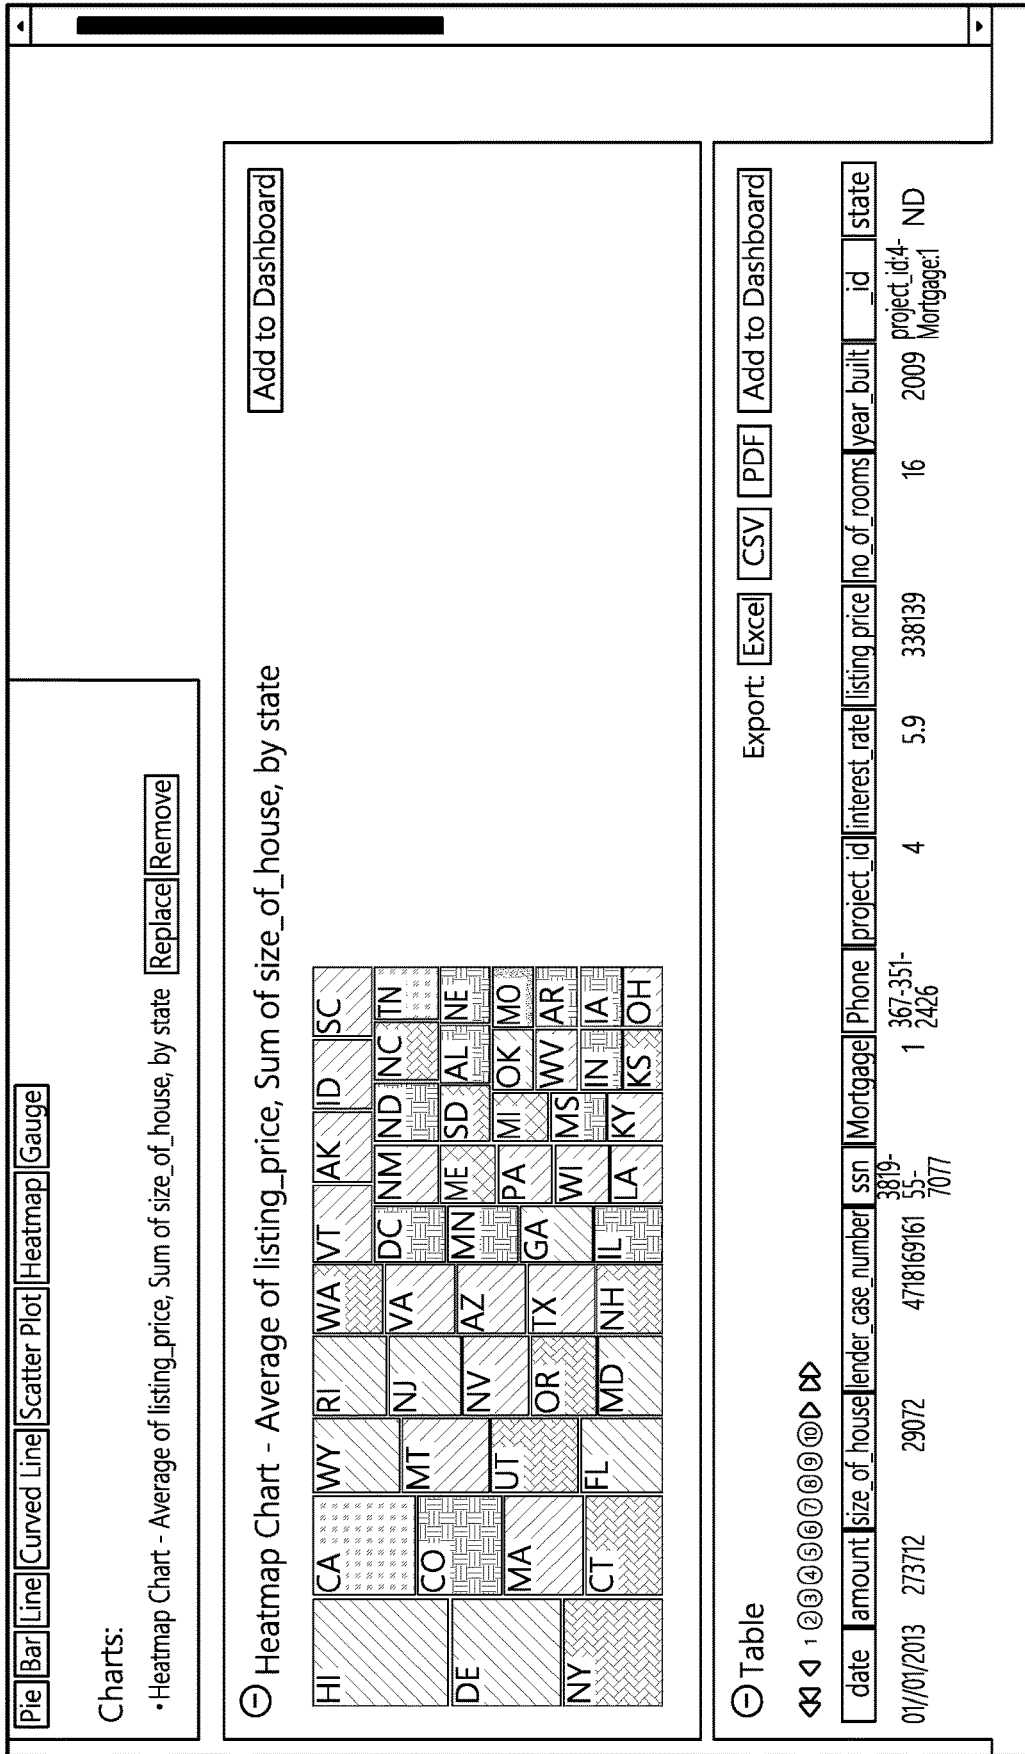 Pie Bar Line Curved Line Scatter Plot Heatmap Gauge
Charts:
• Heatmap Chart - Average of listing_price, Sum of size_of_house, by state Replace Remove
Heatmap Chart - Average of listing_price, Sum of size_of_house, by state
Add to Dashboard
HI CA WY RI WA VT AK ID SC
DC NM ND NC TN
NJ VA
MT
CO
DE
MN ME SD AL NE
NV AZ
UT
MA
GA PA MI OK MO
OR TX
WI MS WV AR
NY CT FL MD NH
IL LA KY IN IA
KS OH
Table
Export: Excel CSV PDF Add to Dashboard
1 2 3 4 5 6 7 8 9 10
date amount size_of_house lender_case_number ssn Mortgage Phone project_id interest_rate listing price no_of_rooms year_built _id state
01//01/2013 273712 29072 4718169161 3819-55-7077 1 367-351-2426 4 5.9 338139 16 2009 project_id:4-Mortgage:1 ND